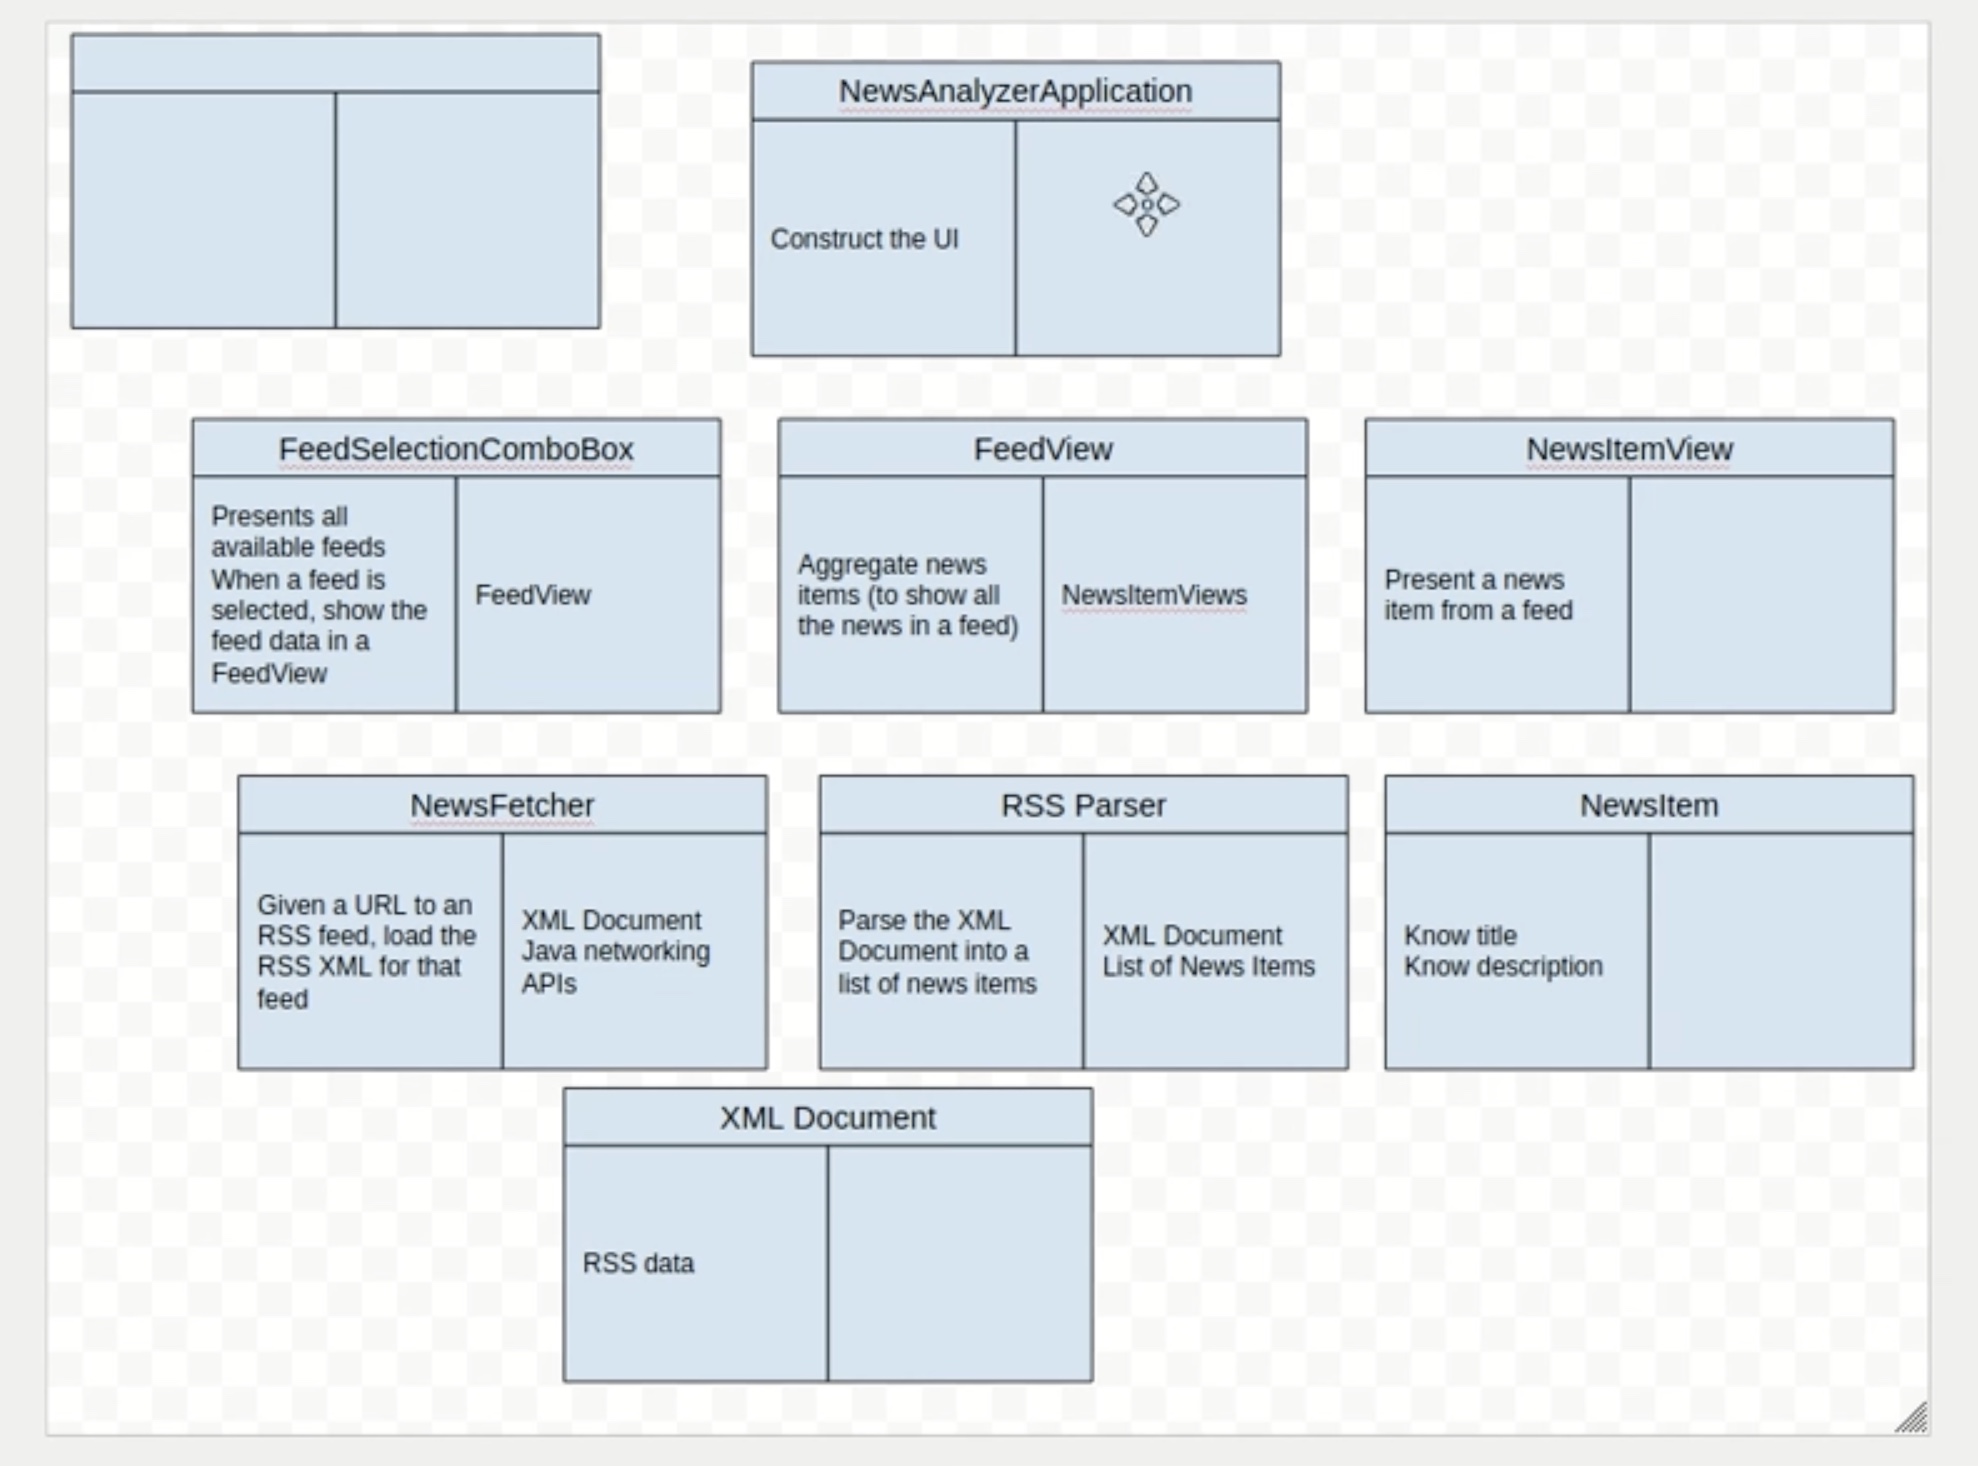 NewsAnalyzerApplication
Construct the UI
FeedSelectionComboBox
Presents all
available feeds
When a feed is
selected, show the
feed data in a
FeedView
FeedView
FeedView
Aggregate news
items (to show all
the news in a feed)
NewsItemViews
NewsItemView
Present a news
item from a feed
NewsFetcher
Given a URL to an
RSS feed, load the
RSS XML for that
feed
XML Document
Java networking
APIs
RSS Parser
Parse the XML
Document into a
list of news items
XML Document
List of News Items
NewsItem
Know title
Know description
XML Document
RSS data